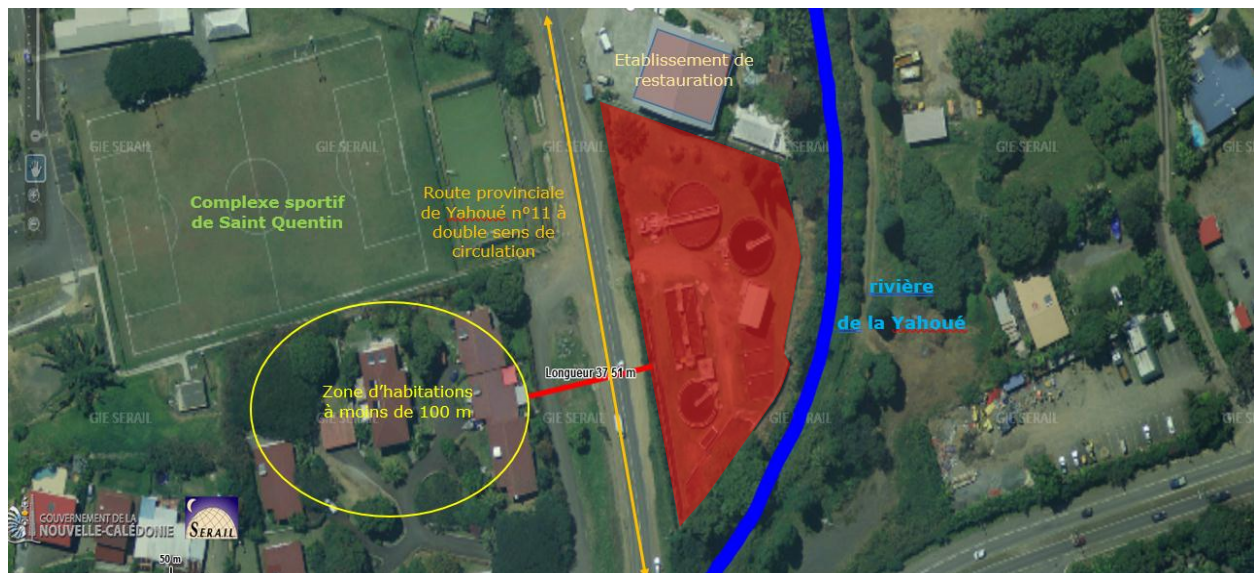 Etablissement de
restauration
GIE SERAIL
GIE SERAIL
GIE SERAIL
GIE SERAIL
GIE SERAIL
Complexe sportif
de Saint Quentin
Route provinciale
de Yahoué n°11 à
double sens de
circulation
rivière
de la Yahoué
Longueur 37 51 m
Zone d'habitations
à moins de 100 m
GIE SERAIL
GIE SERAIL
GIE SERAIL
GIE SERAIL
GIE SERAIL
GOUVERNEMENT DE LA
NOUVELLE-CALÉDONIE
SERAIL
50 m